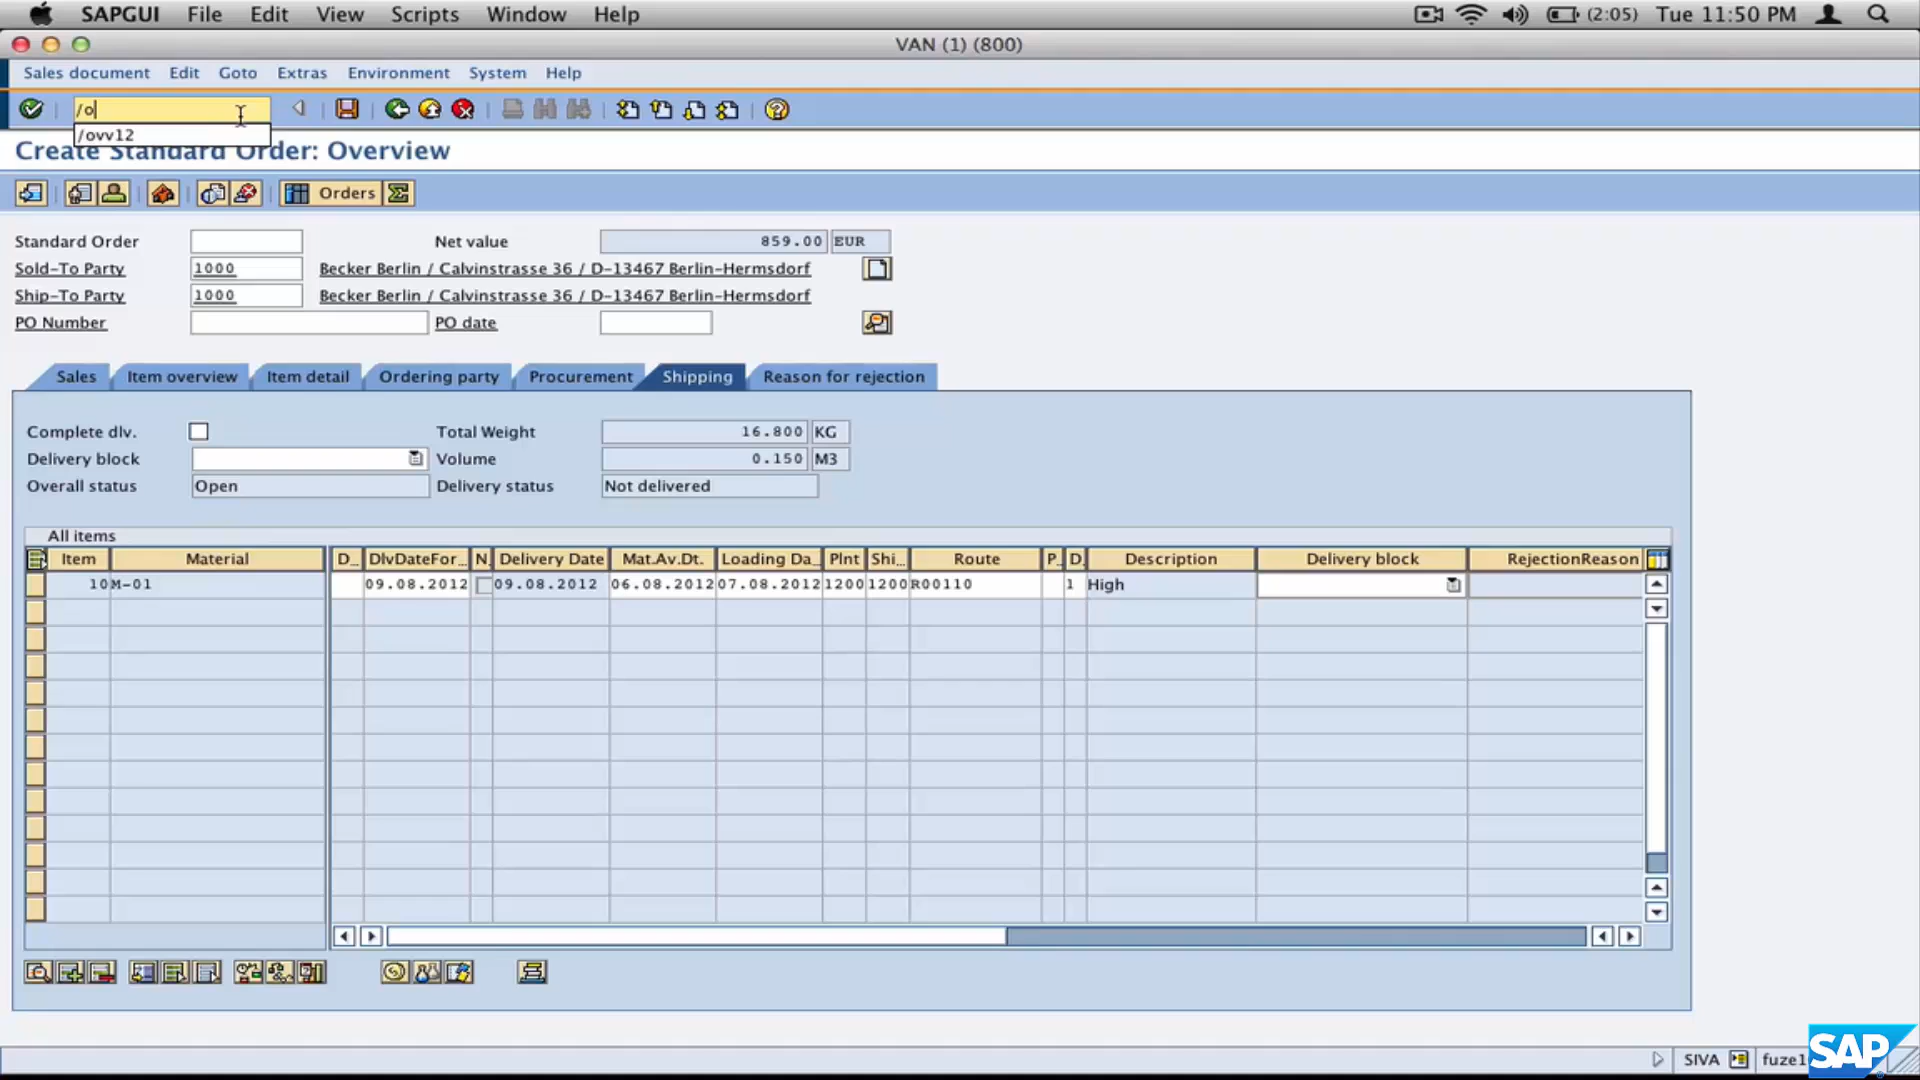 SAPGUI File Edit View Scripts Window Help (2:05) Tue 11:50 PM
VAN (1) (800)
Sales document Edit Goto Extras Environment System Help
/o
/ovv12
Create Standard Order: Overview
Orders
Standard Order Net value 859.00 EUR
Sold-To Party 1000 Becker Berlin / Calvinstrasse 36 / D-13467 Berlin-Hermsdorf
Ship-To Party 1000 Becker Berlin / Calvinstrasse 36 / D-13467 Berlin-Hermsdorf
PO Number PO date
Sales Item overview Item detail Ordering party Procurement Shipping Reason for rejection
Complete dlv. Total Weight 16.800 KG
Delivery block Volume 0.150 M3
Overall status Open Delivery status Not delivered
All items
Item Material D... DlvDateFor... N. Delivery Date Mat.Av.Dt. Loading Da... Plnt Shi... Route P. D. Description Delivery block RejectionReason
10 M-01 09.08.2012 09.08.2012 06.08.2012 07.08.2012 1200 1200 R00110 1 High
SIVA fuze1
SAP